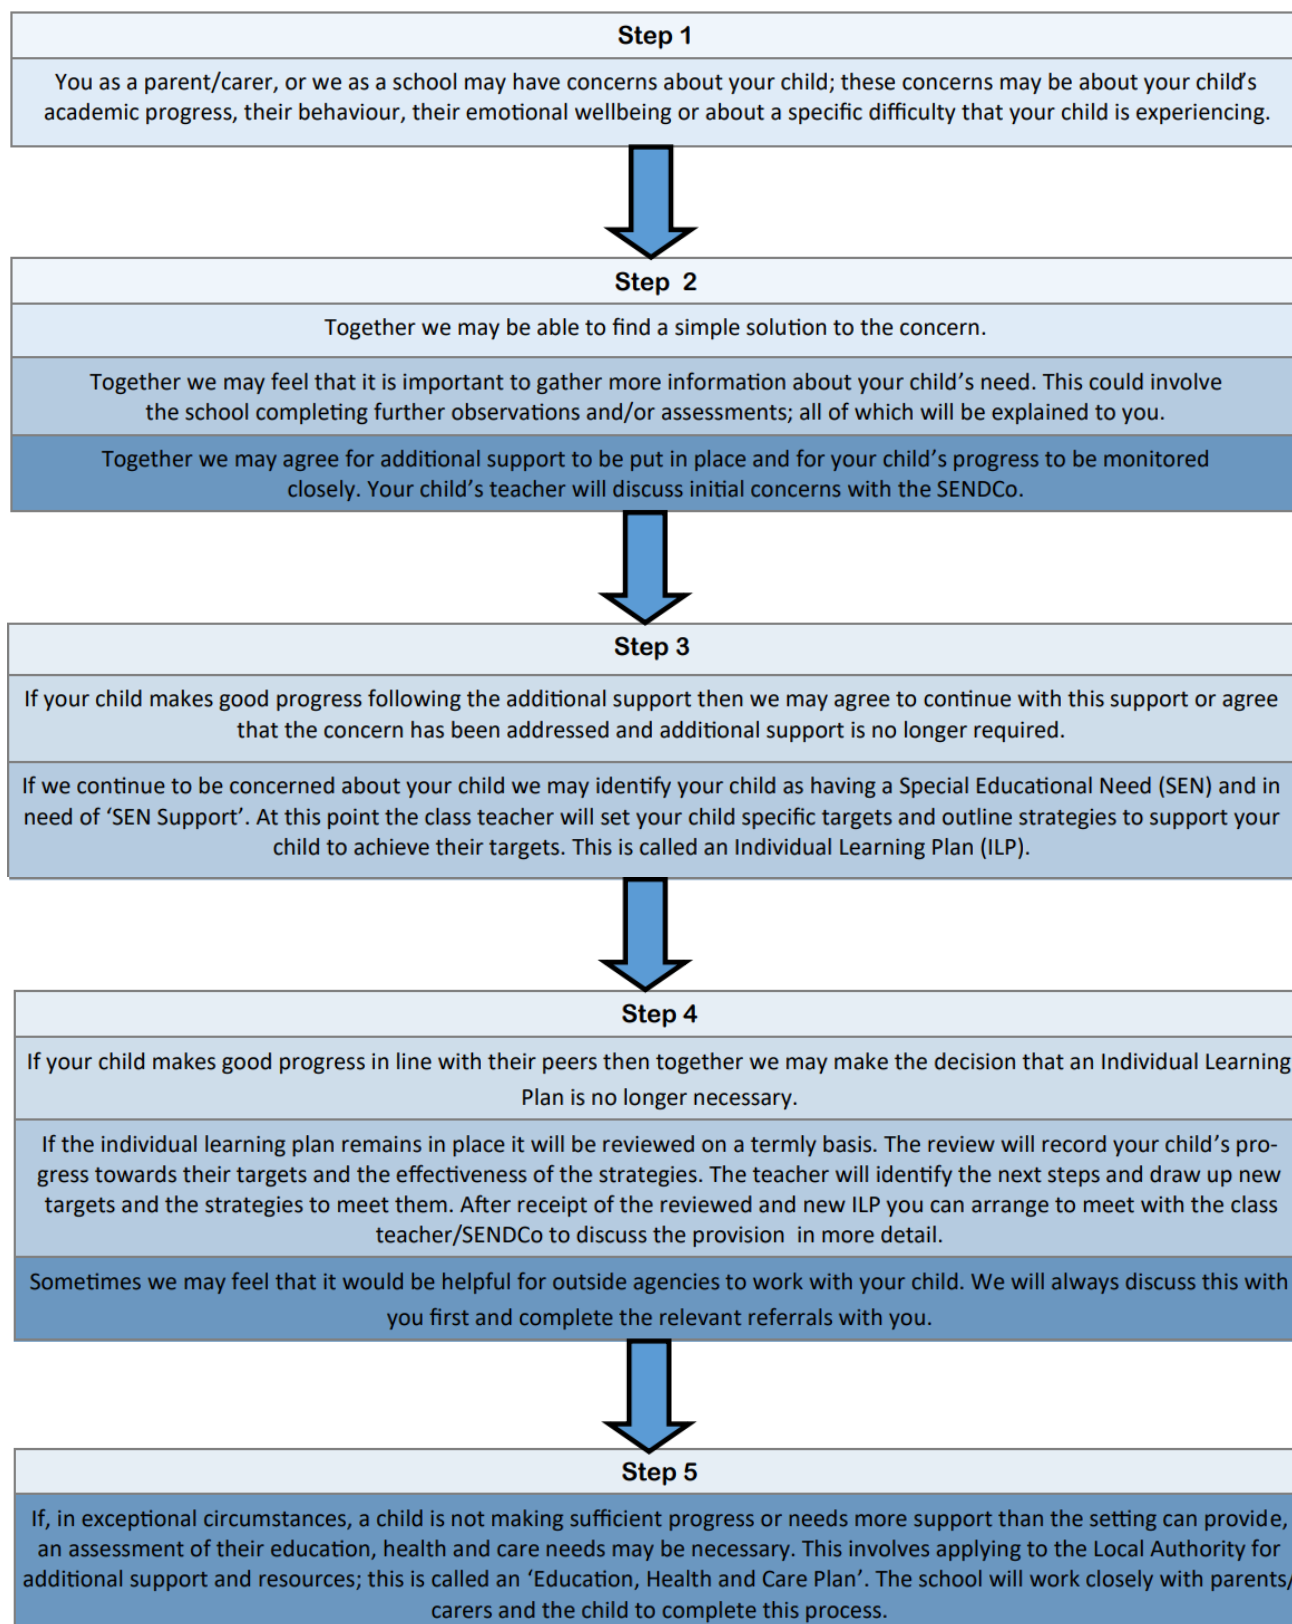 Step 1
You as a parent/carer, or we as a school may have concerns about your child; these concerns may be about your child's
academic progress, their behaviour, their emotional wellbeing or about a specific difficulty that your child is experiencing.
Step 2
Together we may be able to find a simple solution to the concern.
Together we may feel that it is important to gather more information about your child’s need. This could involve
the school completing further observations and/or assessments; all of which will be explained to you.
Together we may agree for additional support to be put in place and for your child’s progress to be monitored
closely. Your child’s teacher will discuss initial concerns with the SENDCo.
Step 3
If your child makes good progress following the additional support then we may agree to continue with this support or agree
that the concern has been addressed and additional support is no longer required.
If we continue to be concerned about your child we may identify your child as having a Special Educational Need (SEN) and in
need of ‘SEN Support’. At this point the class teacher will set your child specific targets and outline strategies to support your
child to achieve their targets. This is called an Individual Learning Plan (ILP).
Step 4
If your child makes good progress in line with their peers then together we may make the decision that an Individual Learning
Plan is no longer necessary.
If the individual learning plan remains in place it will be reviewed on a termly basis. The review will record your child’s pro-
gress towards their targets and the effectiveness of the strategies. The teacher will identify the next steps and draw up new
targets and the strategies to meet them. After receipt of the reviewed and new ILP you can arrange to meet with the class
teacher/SENDCo to discuss the provision in more detail.
Sometimes we may feel that it would be helpful for outside agencies to work with your child. We will always discuss this with
you first and complete the relevant referrals with you.
Step 5
If, in exceptional circumstances, a child is not making sufficient progress or needs more support than the setting can provide,
an assessment of their education, health and care needs may be necessary. This involves applying to the Local Authority for
additional support and resources; this is called an ‘Education, Health and Care Plan’. The school will work closely with parents/
carers and the child to complete this process.